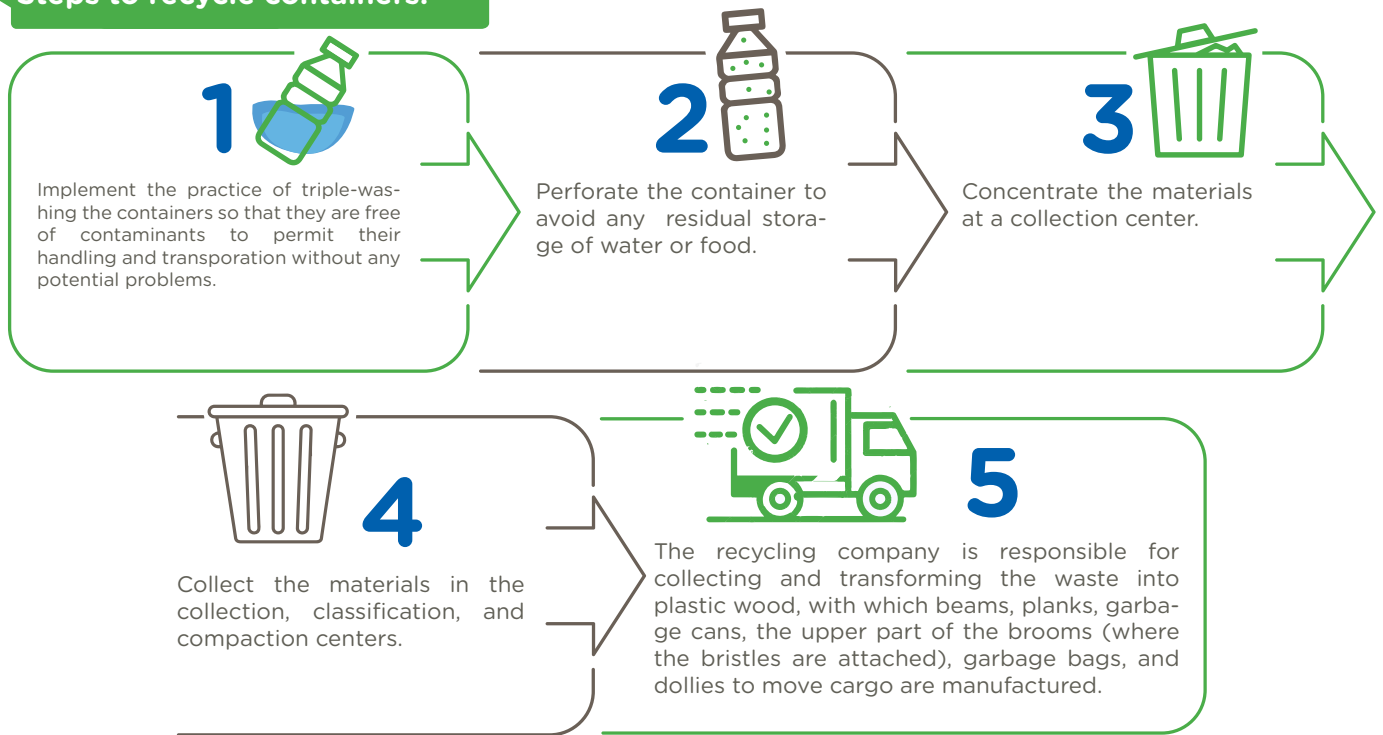 Steps to recycle containers:
1
Implement the practice of triple-was-
hing the containers so that they are free
of contaminants to permit their
handling and transporation without any
potential problems.
2
Perforate the container to
avoid any residual stora-
ge of water or food.
3
Concentrate the materials
at a collection center.
4
Collect the materials in the
collection, classification, and
compaction centers.
5
The recycling company is responsible for
collecting and transforming the waste into
plastic wood, with which beams, planks, garba-
ge cans, the upper part of the brooms (where
the bristles are attached), garbage bags, and
dollies to move cargo are manufactured.